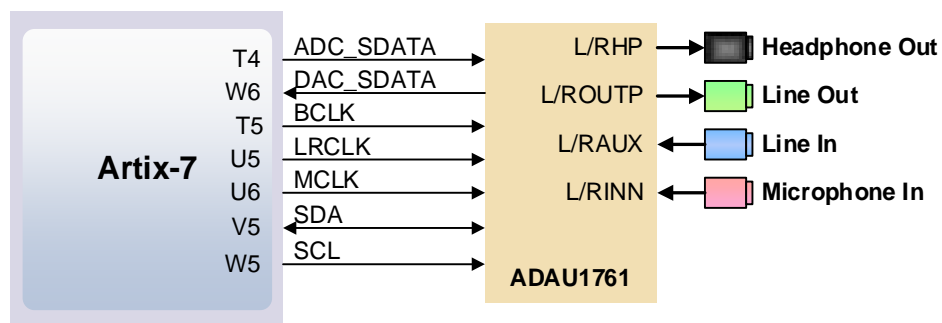 T4 ADC_SDATA L/RHP Headphone Out
W6 DAC_SDATA L/ROUTP Line Out
T5 BCLK
U5 LRCLK L/RAUX Line In
Artix-7
U6 MCLK L/RINN Microphone In
V5 SDA
W5 SCL
ADAU1761